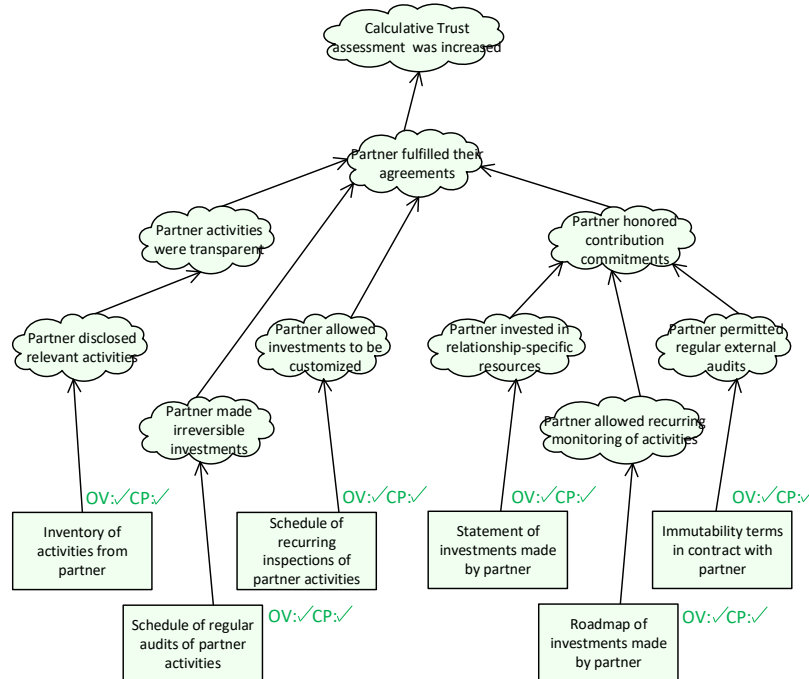 Calculative Trust
assessment  was increased
Partner fulfilled their
agreements
Partner activities
were transparent
Partner honored
contribution
commitments
Partner disclosed
relevant activities
Partner allowed
investments to be
customized
Partner invested in
relationship-specific
resources
Partner permitted
regular external
audits
Partner made
irreversible
investments
Partner allowed recurring
monitoring of activities
OV:✓CP:✓
OV:✓CP:✓
OV:✓CP:✓
OV:✓CP:✓
Inventory of
activities from
partner
Schedule of
recurring
inspections of
partner activities
Statement of
investments made
by partner
Immutability terms
in contract with
partner
OV:✓CP:✓
OV:✓CP:✓
Schedule of regular
audits of partner
activities
Roadmap of
investments made
by partner